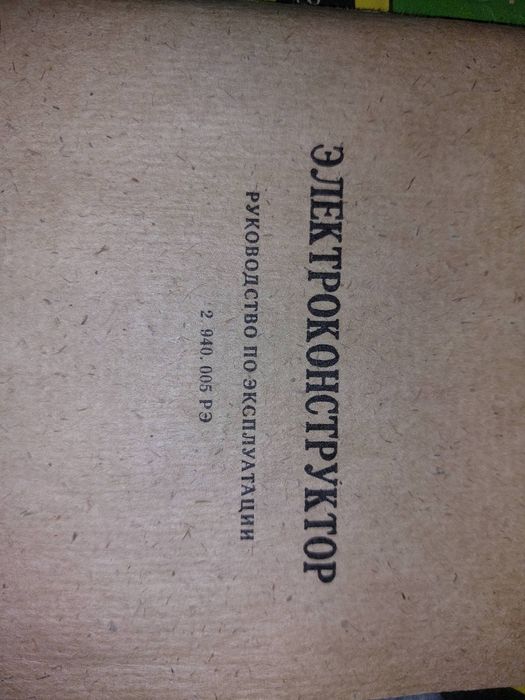 ЭЛЕКТРОКОНСТРУКТОР
РУКОВОДСТВО ПО ЭКСПЛУАТАЦИИ
2. 940. 005 РЭ